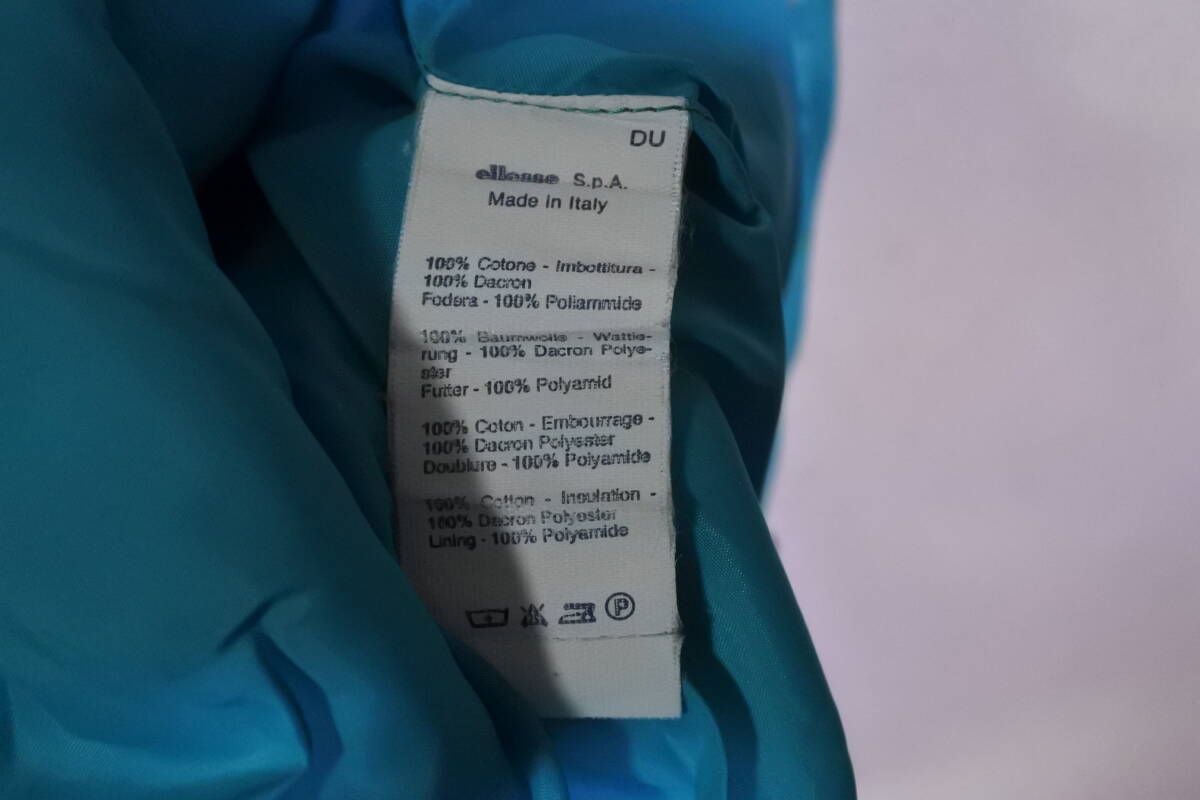 DU
ellesse S.p.A.
Made in Italy
100% Cotone - Imbottitura -
100% Dacron
Fodera - 100% Poliammide
100% Baumwolle - Wattie-
rung - 100% Dacron Polye-
ster
Futter - 100% Polyamid
100% Coton - Embourrage -
100% Dacron Polyester
Doublure - 100% Polyamide
100% Cotton - Insulation -
100% Dacron Polyester
Lining - 100% Polyamide
P